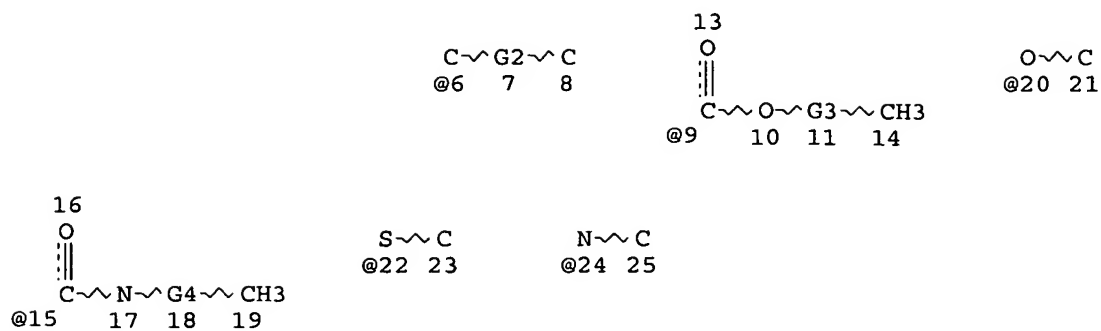 13
O
C G2 C
@6 7 8
C O G3 CH3
@9 10 11 14
O C
@20 21
16
O
C N G4 CH3
@15 17 18 19
S C
@22 23
N C
@24 25